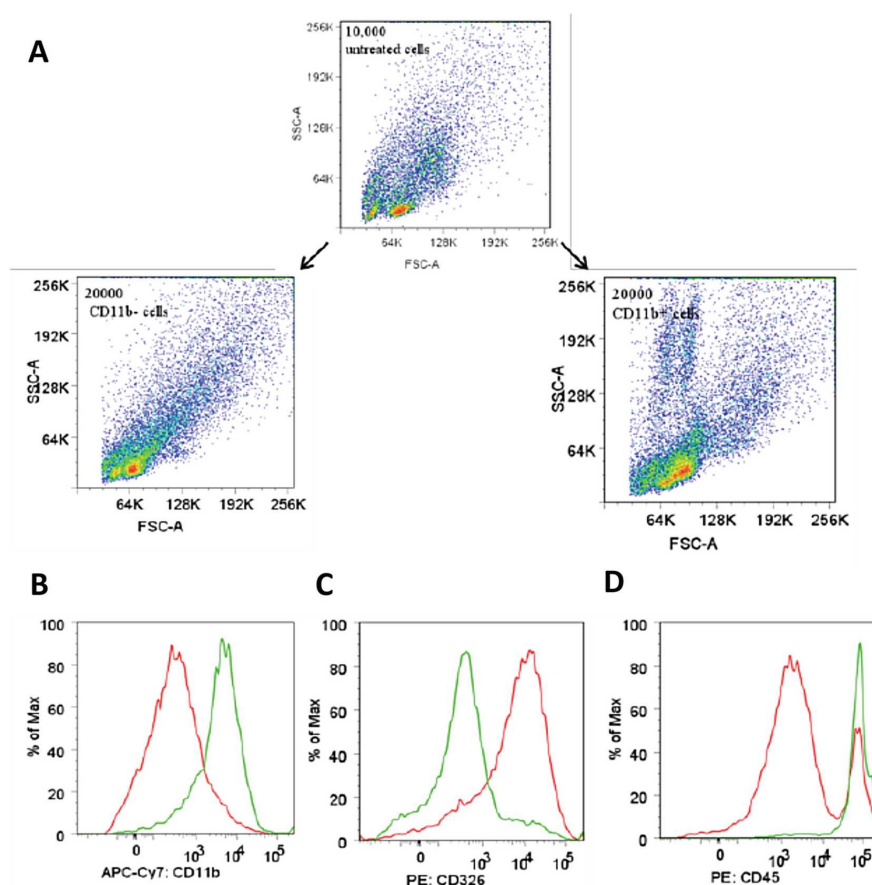 A
10,000
untreated cells
256K
192K
128K
64K
SSC-A
64K 128K 192K 256K
FSC-A
20000
CD11b- cells
256K
192K
128K
64K
SSC-A
64K 128K 192K 256K
FSC-A
20000
CD11b+ cells
256K
192K
128K
64K
SSC-A
64K 128K 192K 256K
FSC-A
B
100
80
60
40
20
0
% of Max
0 10³ 10⁴ 10⁵
APC-Cy7: CD11b
C
100
80
60
40
20
0
% of Max
0 10³ 10⁴ 10⁵
PE: CD326
D
100
80
60
40
20
0
% of Max
0 10³ 10⁴ 10⁵
PE: CD45